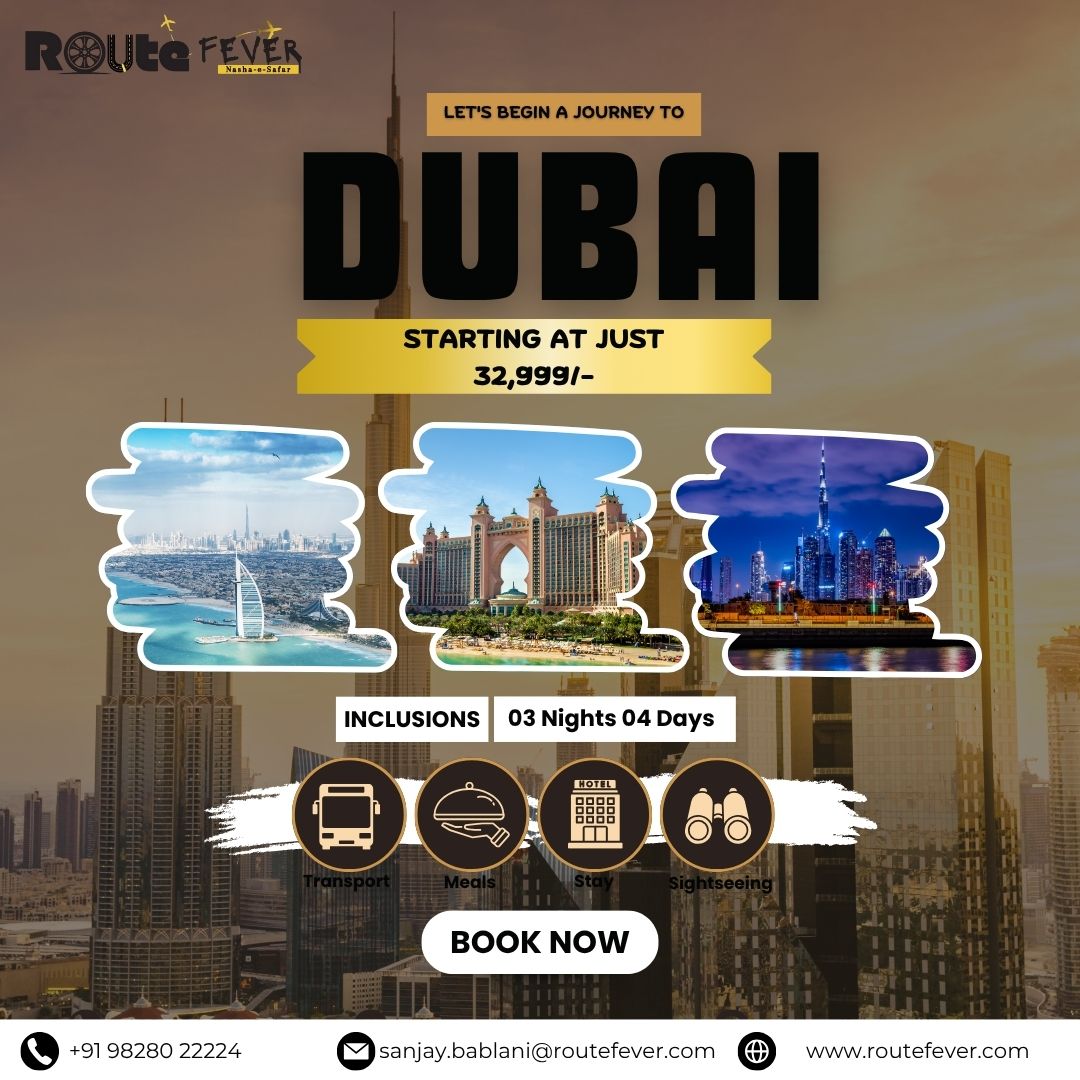 ROUTE FEVER
Nasha-e-Safar
LET'S BEGIN A JOURNEY TO
DUBAI
STARTING AT JUST
32,999/-
INCLUSIONS
03 Nights 04 Days
HOTEL
Transport
Meals
Stay
Sightseeing
BOOK NOW
+91 98280 22224
sanjay.bablani@routefever.com
www.routefever.com